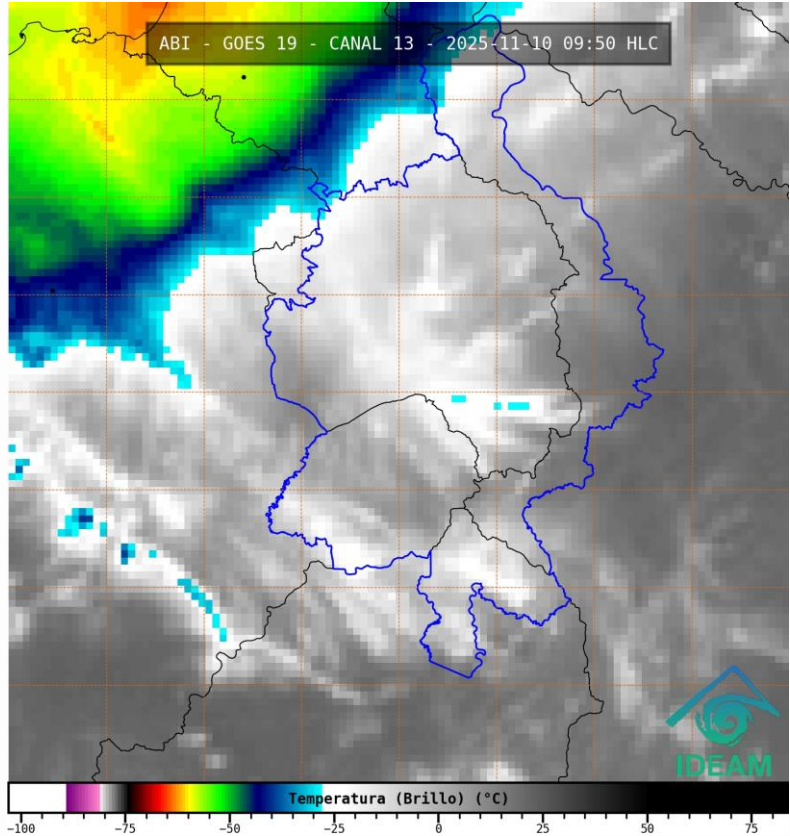 ABI - GOES 19 - CANAL 13 - 2025-11-10 09:50 HLC
IDEAM
Temperatura (Brillo) (°C)
−100 −75 −50 −25 0 25 50 75